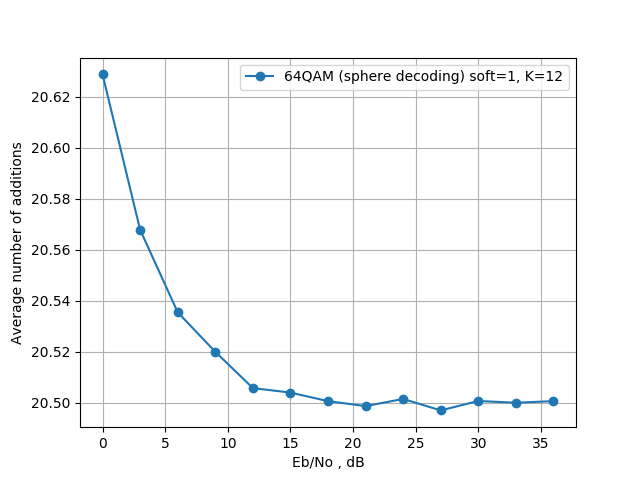 64QAM (sphere decoding) soft=1, K=12
Average number of additions
20.62
20.60
20.58
20.56
20.54
20.52
20.50
0 5 10 15 20 25 30 35
Eb/No , dB